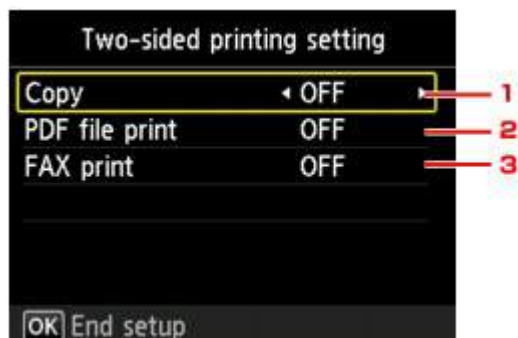 Two-sided printing setting
Copy OFF 1
PDF file print OFF 2
FAX print OFF 3
OK End setup